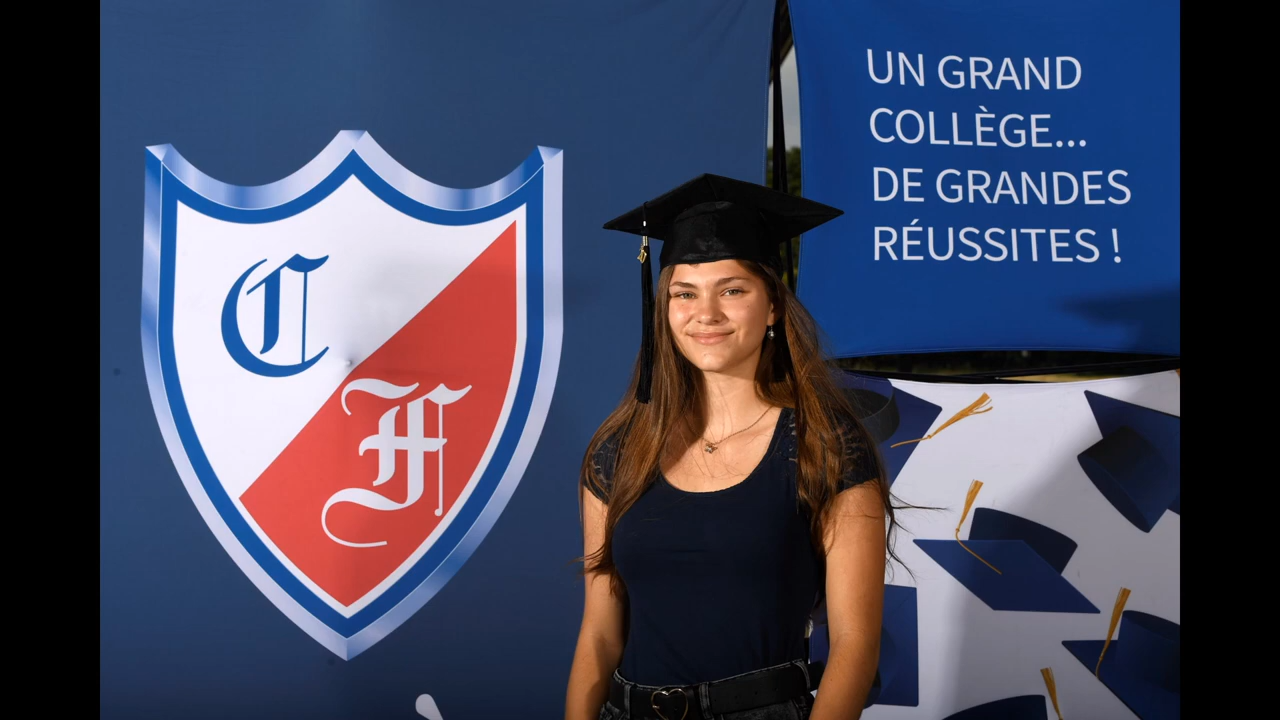 C
F
UN GRAND
COLLÈGE...
DE GRANDES
RÉUSSITES !